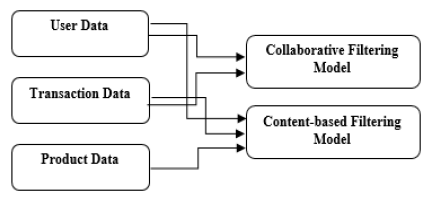 User Data
Transaction Data
Product Data
Collaborative Filtering
Model
Content-based Filtering
Model